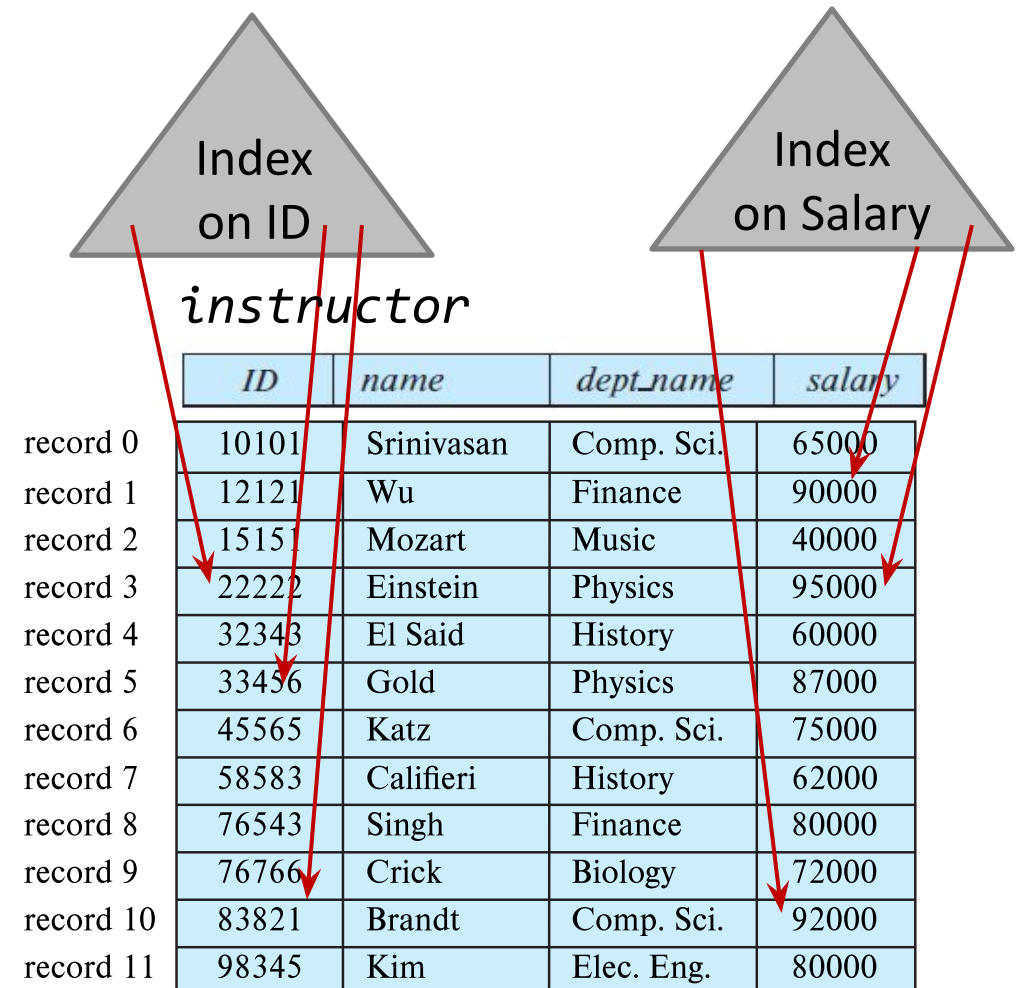 Index
on ID
Index
on Salary
instructor
ID name dept_name salary
record 0 10101 Srinivasan Comp. Sci. 65000
record 1 12121 Wu Finance 90000
record 2 15151 Mozart Music 40000
record 3 22222 Einstein Physics 95000
record 4 32343 El Said History 60000
record 5 33456 Gold Physics 87000
record 6 45565 Katz Comp. Sci. 75000
record 7 58583 Califieri History 62000
record 8 76543 Singh Finance 80000
record 9 76766 Crick Biology 72000
record 10 83821 Brandt Comp. Sci. 92000
record 11 98345 Kim Elec. Eng. 80000